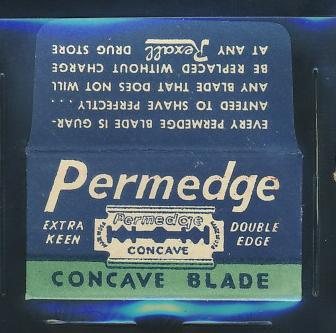 EVERY PERMEDGE BLADE IS GUAR-
ANTEED TO SHAVE PERFECTLY ...
ANY BLADE THAT DOES NOT WILL
BE REPLACED WITHOUT CHARGE
AT ANY Rexall DRUG STORE
Permedge
EXTRA KEEN
Permedge
CONCAVE
DOUBLE EDGE
CONCAVE BLADE